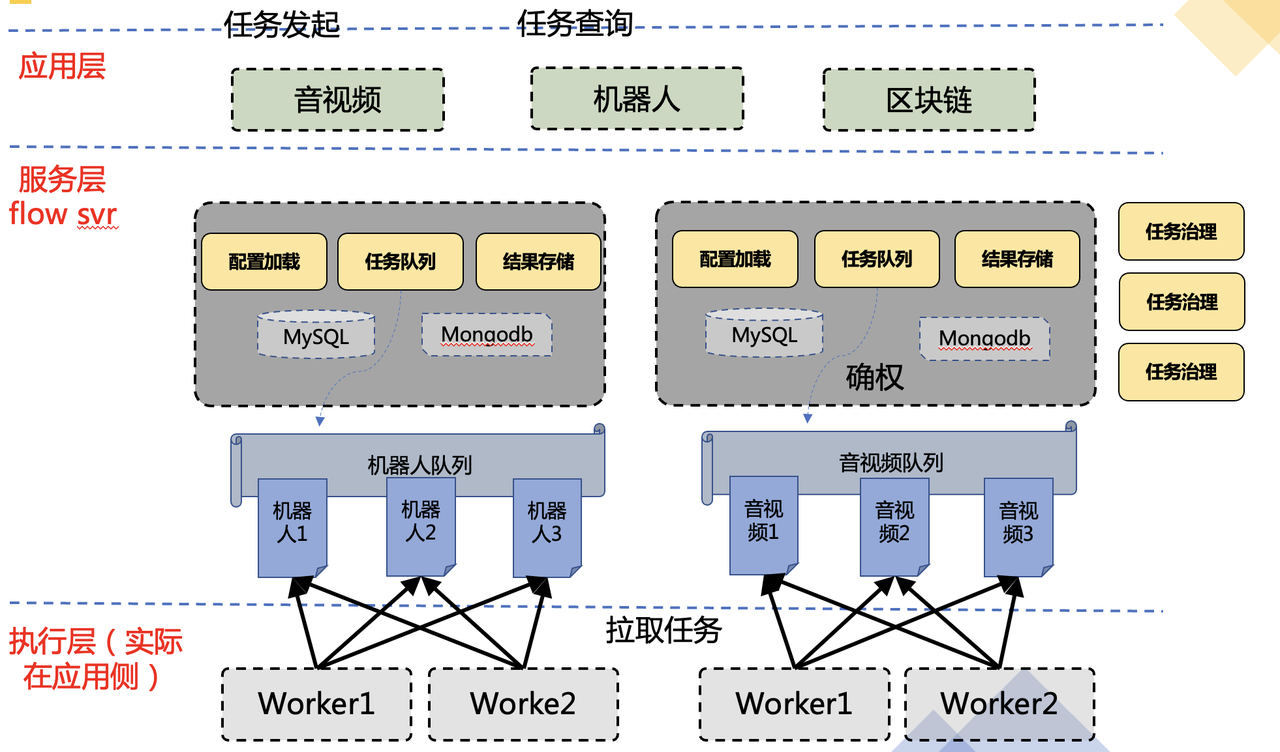 任务发起
任务查询
应用层
音视频
机器人
区块链
服务层
flow svr
配置加载
任务队列
结果存储
MySQL
Mongodb
配置加载
任务队列
结果存储
MySQL
Mongodb
确权
任务治理
任务治理
任务治理
机器人队列
机器
人1
机器
人2
机器
人3
音视频队列
音视
频1
音视
频2
音视
频3
执行层（实际
在应用侧）
拉取任务
Worker1
Worke2
Worker1
Worker2